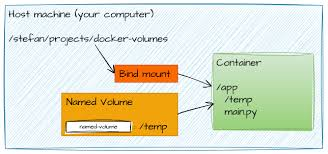 Host machine (your computer)
/stefan/projects/docker-volumes
Bind mount
Container
/app
/temp
main.py
Named Volume
named-volume : /temp